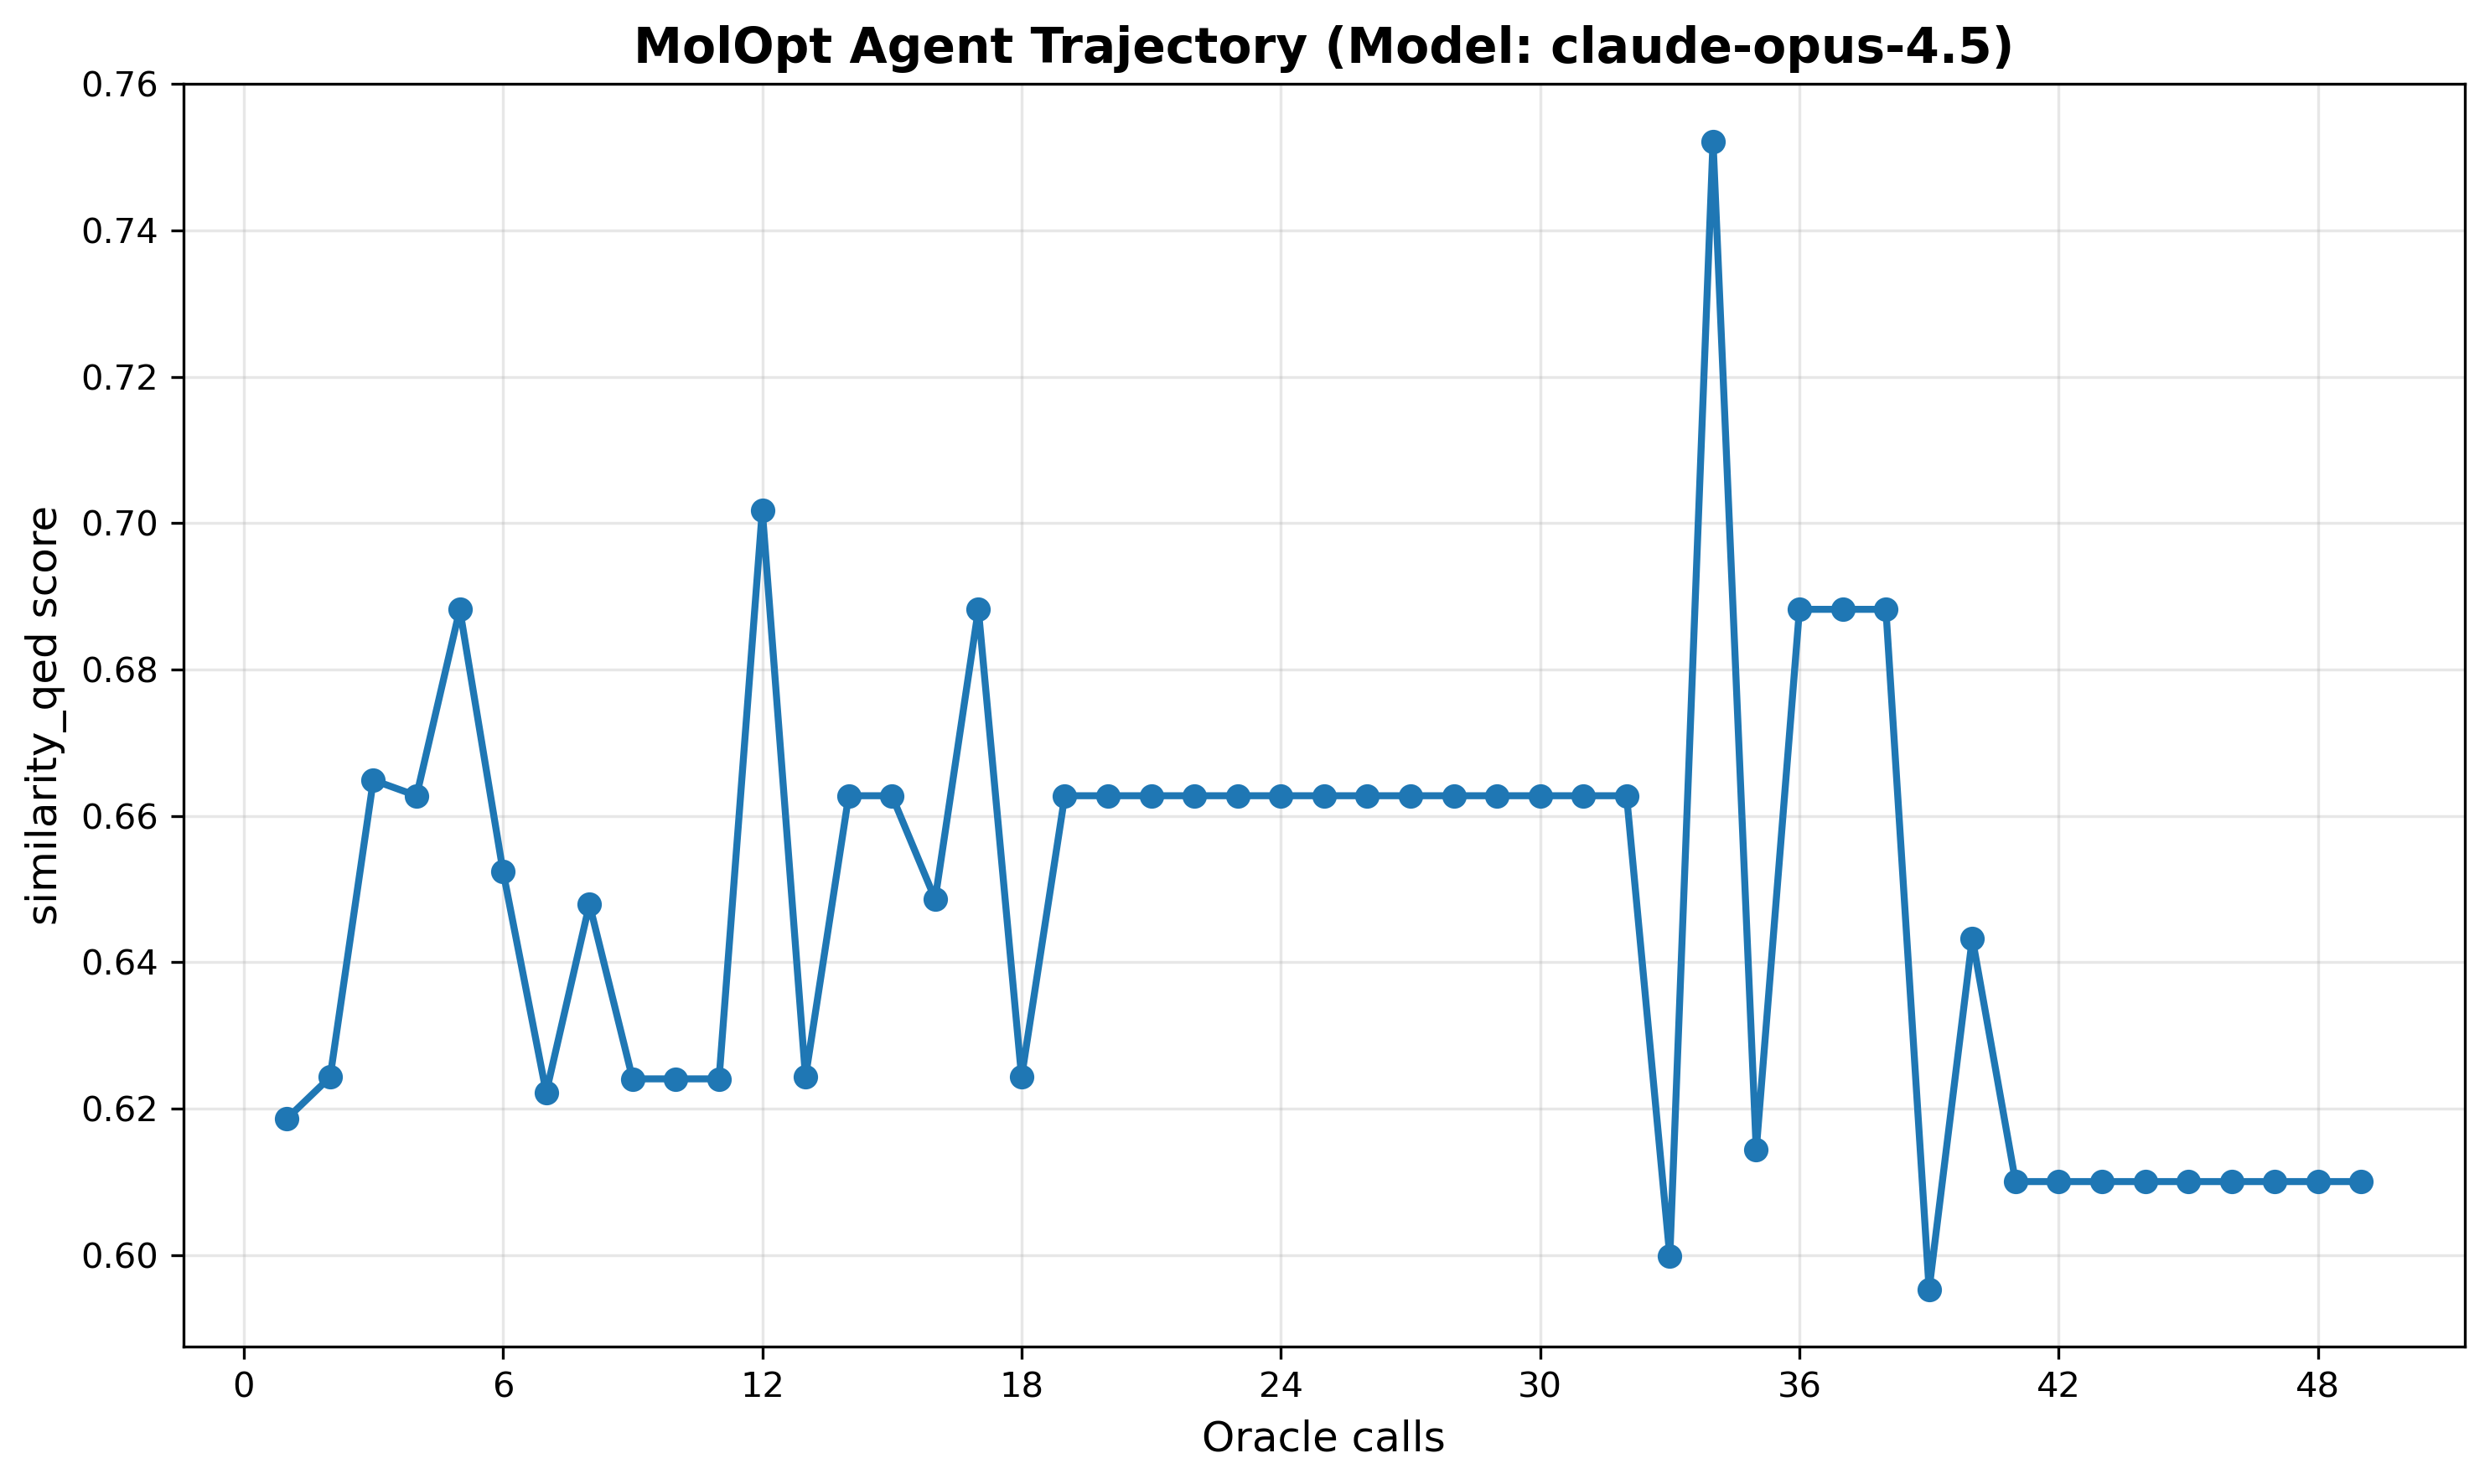 MolOpt Agent Trajectory (Model: claude-opus-4.5)
similarity_qed score
0.76
0.74
0.72
0.70
0.68
0.66
0.64
0.62
0.60
0 6 12 18 24 30 36 42 48
Oracle calls